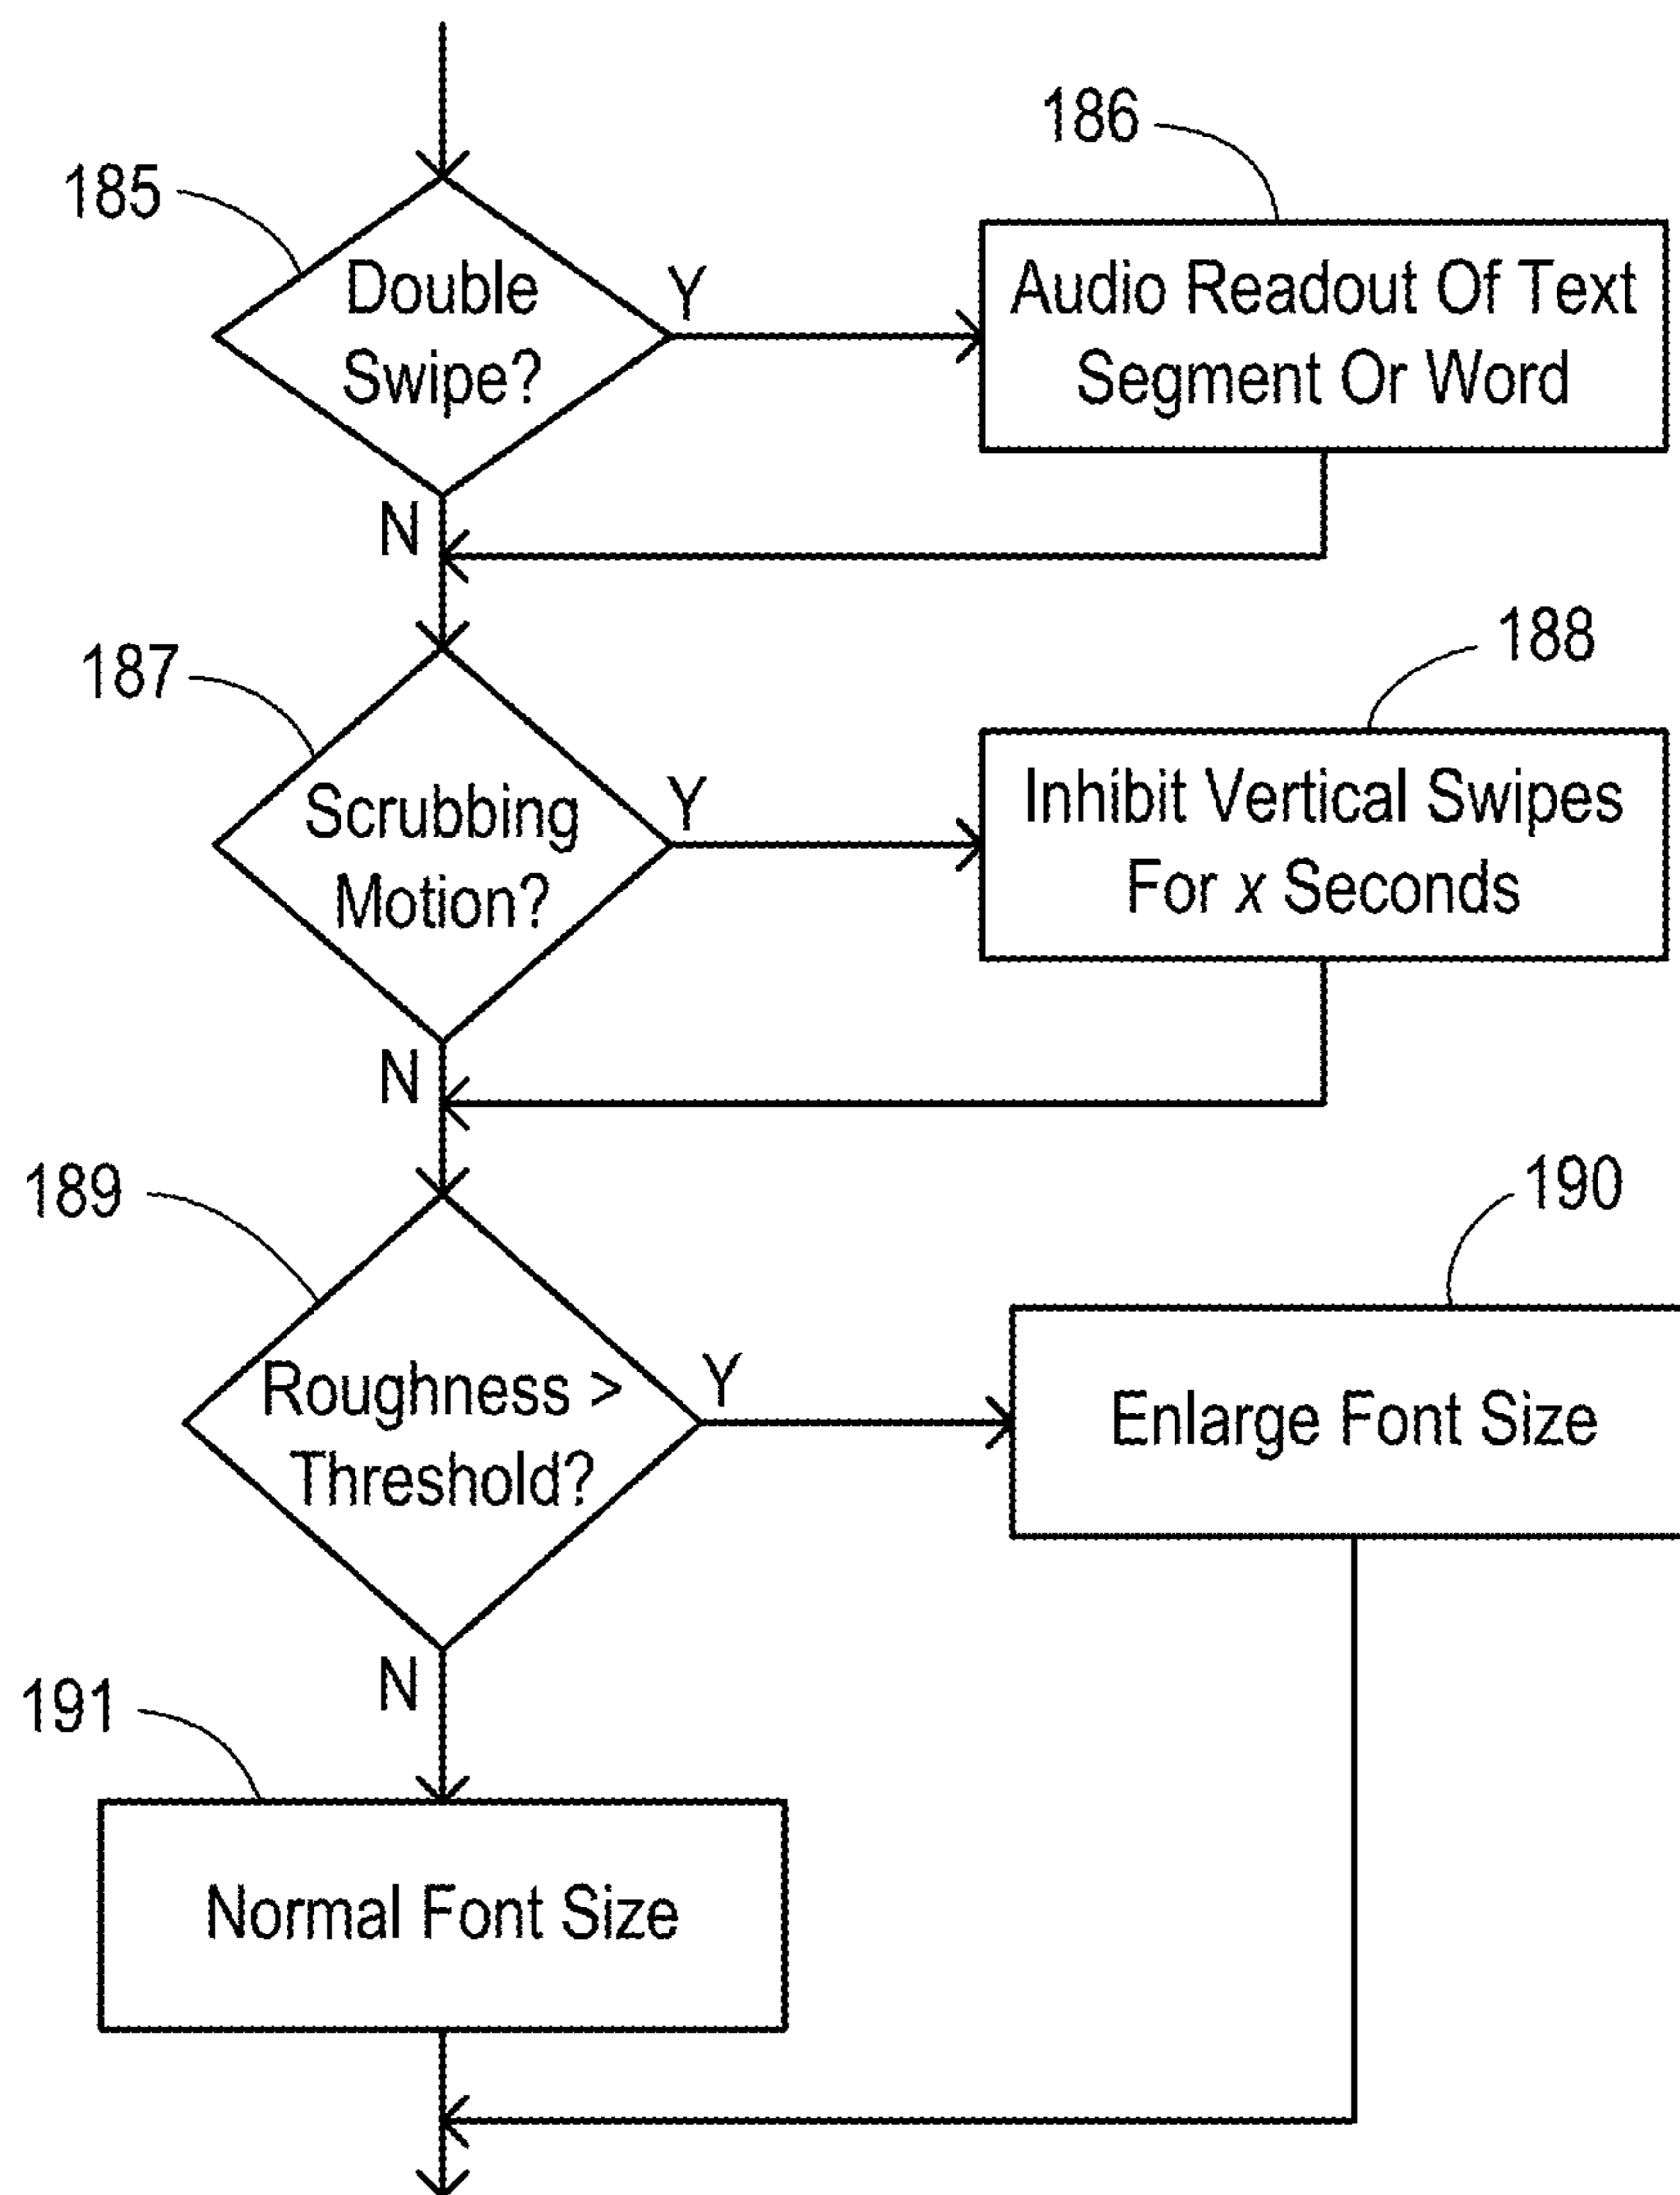 186
185
Double
Swipe?
Y
Audio Readout Of Text
Segment Or Word
N
188
187
Scrubbing
Motion?
Y
Inhibit Vertical Swipes
For x Seconds
N
190
189
Roughness >
Threshold?
Y
Enlarge Font Size
N
191
Normal Font Size